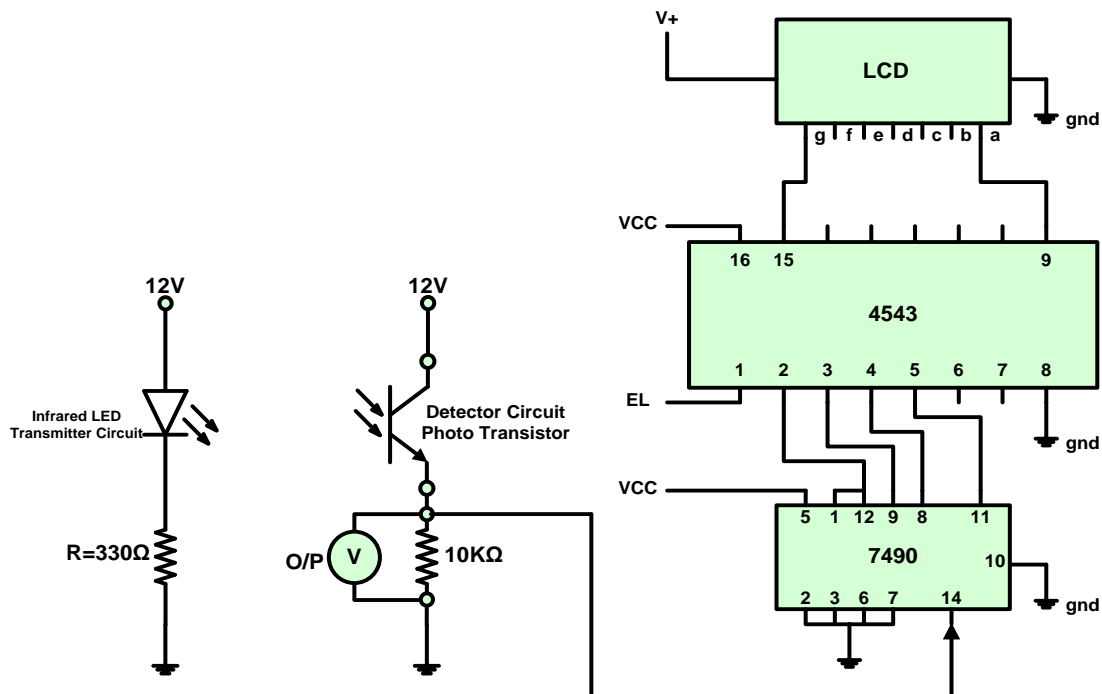 V+
LCD
gnd
g f e d c b a
VCC
16 15 9
4543
1 2 3 4 5 6 7 8
EL
gnd
12V
12V
Infrared LED
Transmitter Circuit
Detector Circuit
Photo Transistor
R=330Ω
O/P
V
10KΩ
VCC
5 1 12 9 8 11
7490
10
2 3 6 7 14
gnd